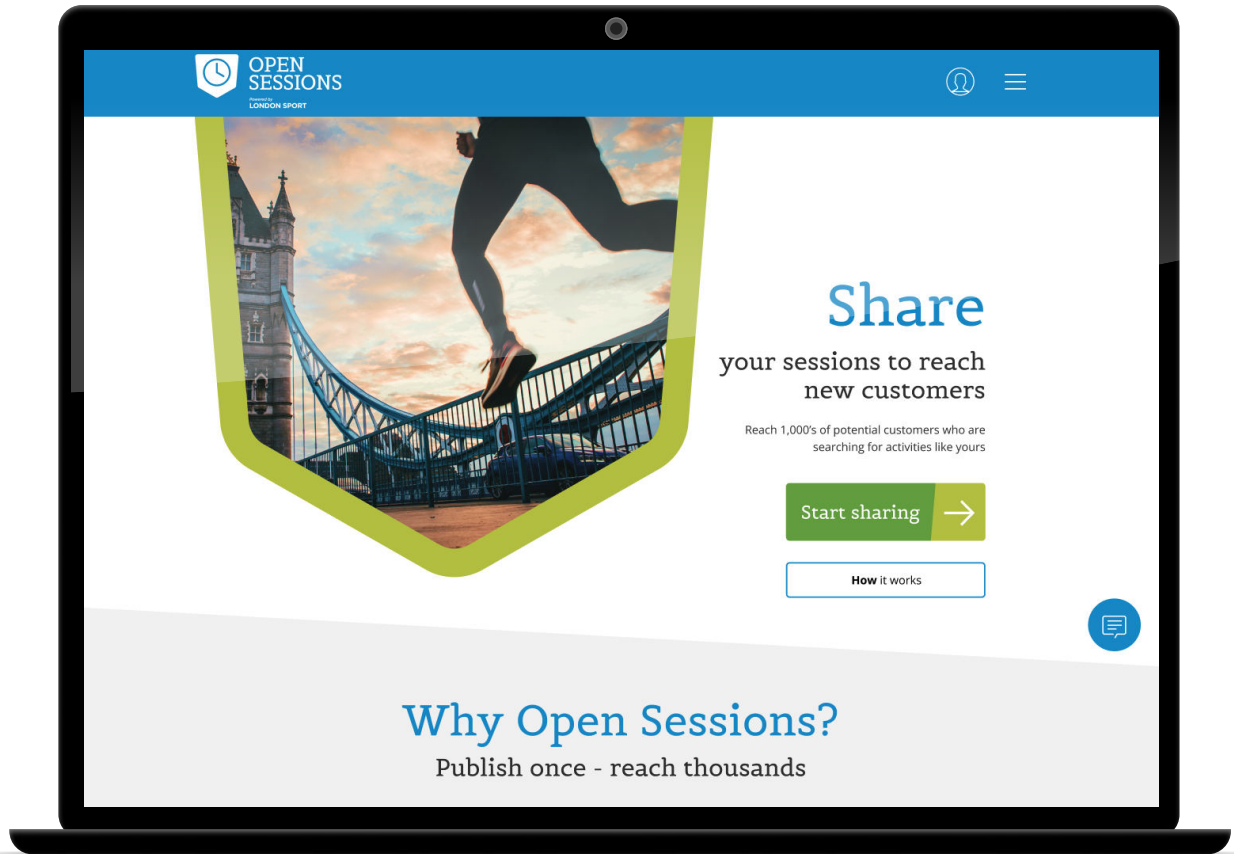 OPEN
SESSIONS
Powered by
LONDON SPORT
Share
your sessions to reach
new customers
Reach 1,000's of potential customers who are
searching for activities like yours
Start sharing
How it works
Why Open Sessions?
Publish once - reach thousands